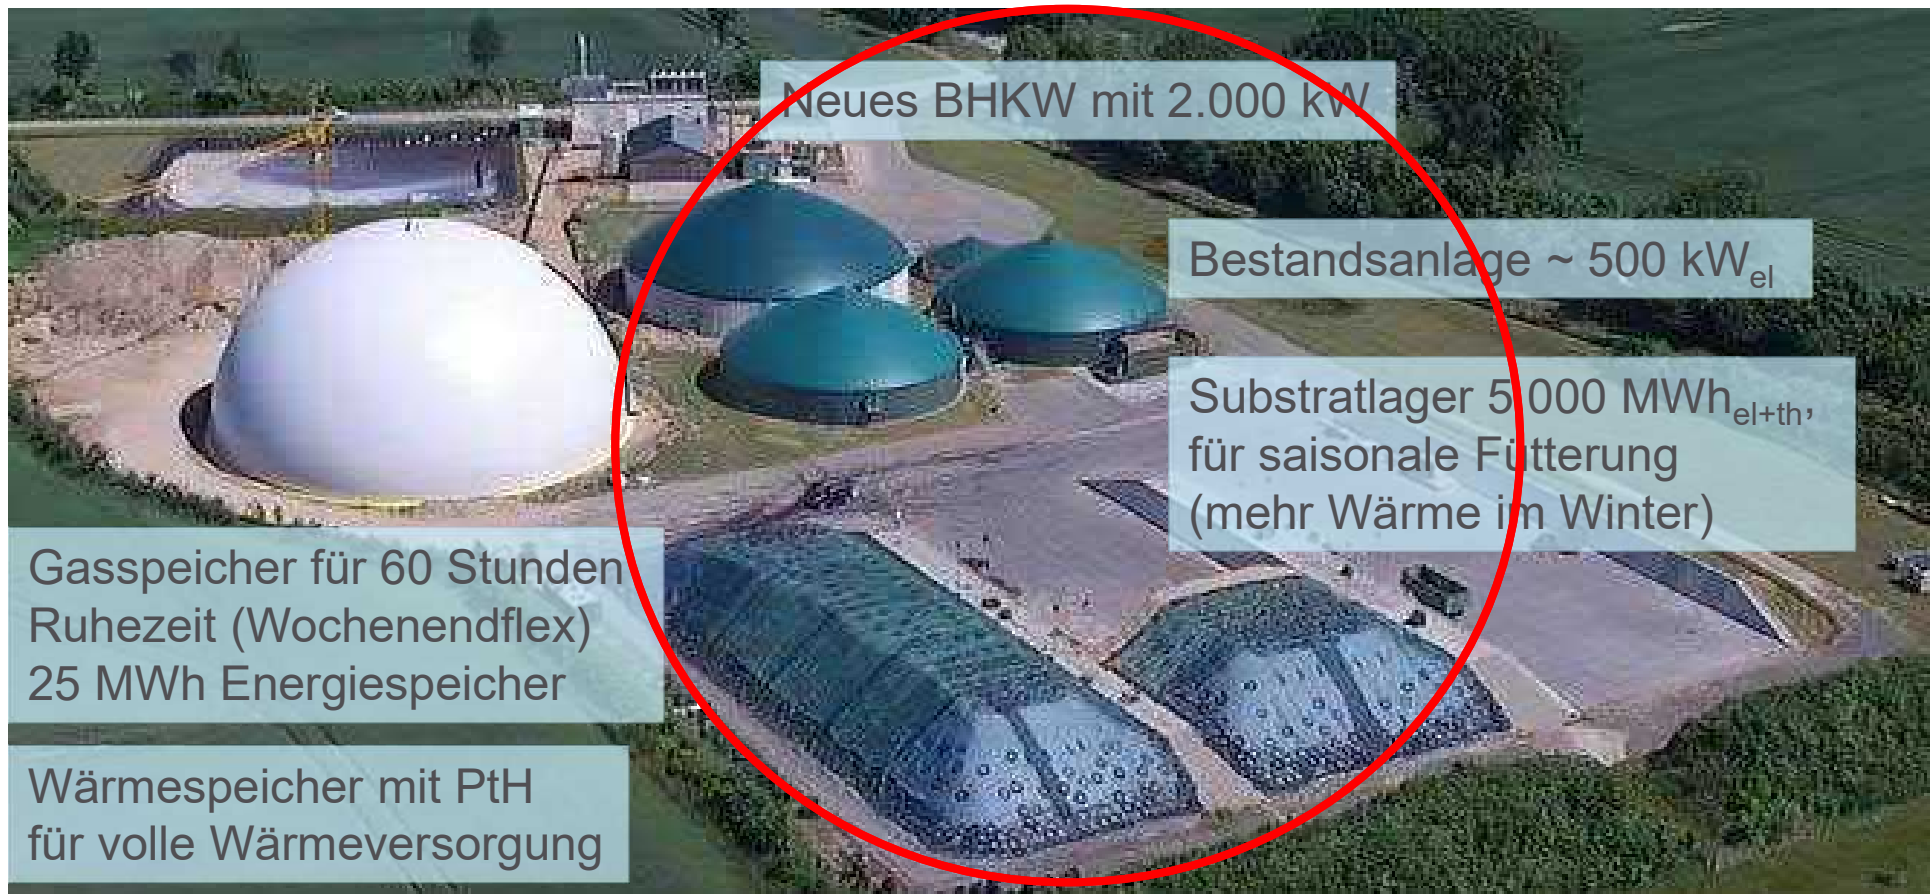 Neues BHKW mit 2.000 kW
Bestandsanlage ~ 500 kWel
Substratlager 5.000 MWhel+th,
für saisonale Fütterung
(mehr Wärme im Winter)
Gasspeicher für 60 Stunden
Ruhezeit (Wochenendflex)
25 MWh Energiespeicher
Wärmespeicher mit PtH
für volle Wärmeversorgung